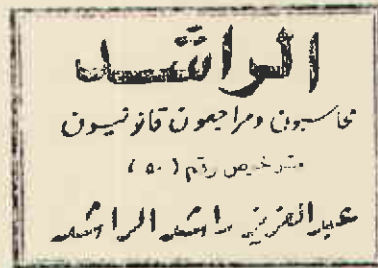 الراشد
محاسبون ومراجعون قانونيون
ترخيص رقم (٥٠)
عبدالعزيز راشد الراشد